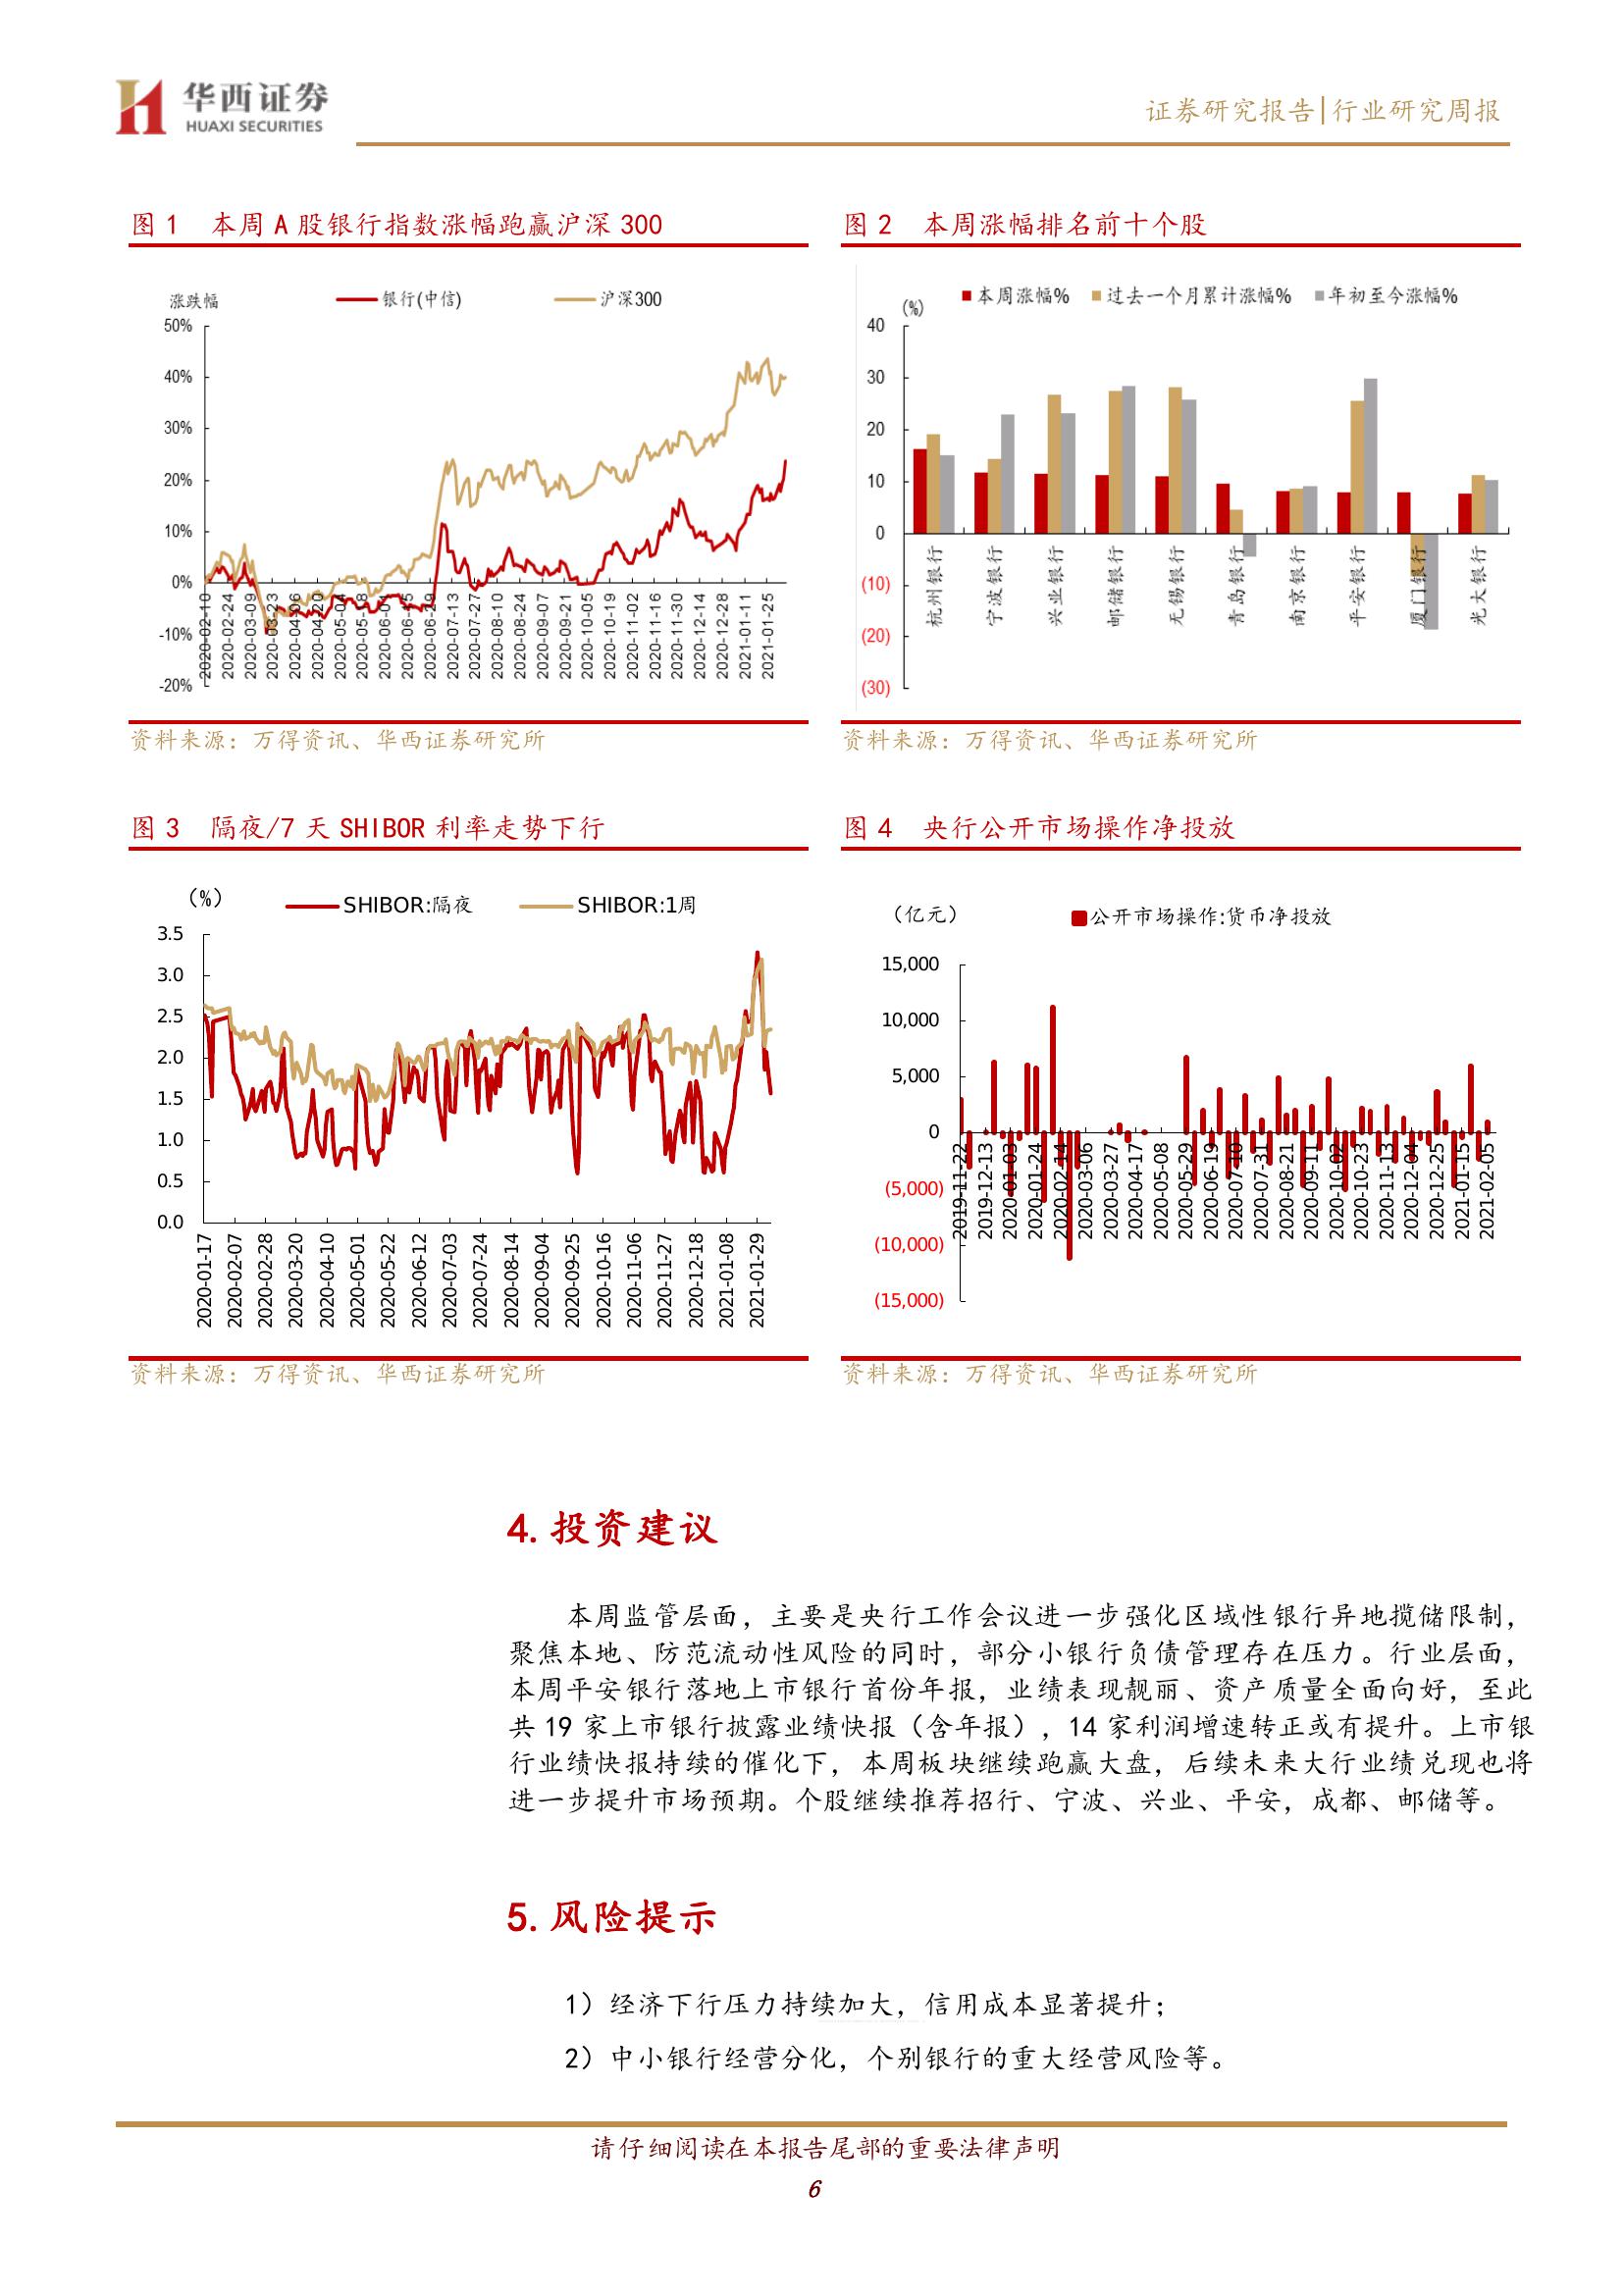 华西证券
HUAXI SECURITIES
证券研究报告|行业研究周报
图 1 本周 A 股银行指数涨幅跑赢沪深 300
涨跌幅
银行(中信)
沪深300
50%
40%
30%
20%
10%
0%
-10%
-20%
2020-02-10
2020-02-24
2020-03-09
2020-03-23
2020-04-06
2020-04-20
2020-05-04
2020-05-18
2020-06-01
2020-06-15
2020-06-29
2020-07-13
2020-07-27
2020-08-10
2020-08-24
2020-09-07
2020-09-21
2020-10-05
2020-10-19
2020-11-02
2020-11-16
2020-11-30
2020-12-14
2020-12-28
2021-01-11
2021-01-25
资料来源：万得资讯、华西证券研究所
图 2 本周涨幅排名前十个股
(%)
本周涨幅%
过去一个月累计涨幅%
年初至今涨幅%
40
30
20
10
0
(10)
(20)
(30)
杭州银行
宁波银行
兴业银行
邮储银行
无锡银行
青岛银行
南京银行
平安银行
厦门银行
光大银行
资料来源：万得资讯、华西证券研究所
图 3 隔夜/7 天 SHIBOR 利率走势下行
（%）
SHIBOR:隔夜
SHIBOR:1周
3.5
3.0
2.5
2.0
1.5
1.0
0.5
0.0
2020-01-17
2020-02-07
2020-02-28
2020-03-20
2020-04-10
2020-05-01
2020-05-22
2020-06-12
2020-07-03
2020-07-24
2020-08-14
2020-09-04
2020-09-25
2020-10-16
2020-11-06
2020-11-27
2020-12-18
2021-01-08
2021-01-29
资料来源：万得资讯、华西证券研究所
图 4 央行公开市场操作净投放
（亿元）
公开市场操作:货币净投放
15,000
10,000
5,000
0
(5,000)
(10,000)
(15,000)
2019-11-22
2019-12-13
2020-01-03
2020-01-24
2020-02-14
2020-03-06
2020-03-27
2020-04-17
2020-05-08
2020-05-29
2020-06-19
2020-07-10
2020-07-31
2020-08-21
2020-09-11
2020-10-02
2020-10-23
2020-11-13
2020-12-04
2020-12-25
2021-01-15
2021-02-05
资料来源：万得资讯、华西证券研究所
4. 投资建议
本周监管层面，主要是央行工作会议进一步强化区域性银行异地揽储限制，
聚焦本地、防范流动性风险的同时，部分小银行负债管理存在压力。行业层面，
本周平安银行落地上市银行首份年报，业绩表现靓丽、资产质量全面向好，至此
共 19 家上市银行披露业绩快报（含年报），14 家利润增速转正或有提升。上市银
行业绩快报持续的催化下，本周板块继续跑赢大盘，后续未来大行业绩兑现也将
进一步提升市场预期。个股继续推荐招行、宁波、兴业、平安，成都、邮储等。
5. 风险提示
1）经济下行压力持续加大，信用成本显著提升；
2）中小银行经营分化，个别银行的重大经营风险等。
请仔细阅读在本报告尾部的重要法律声明
6